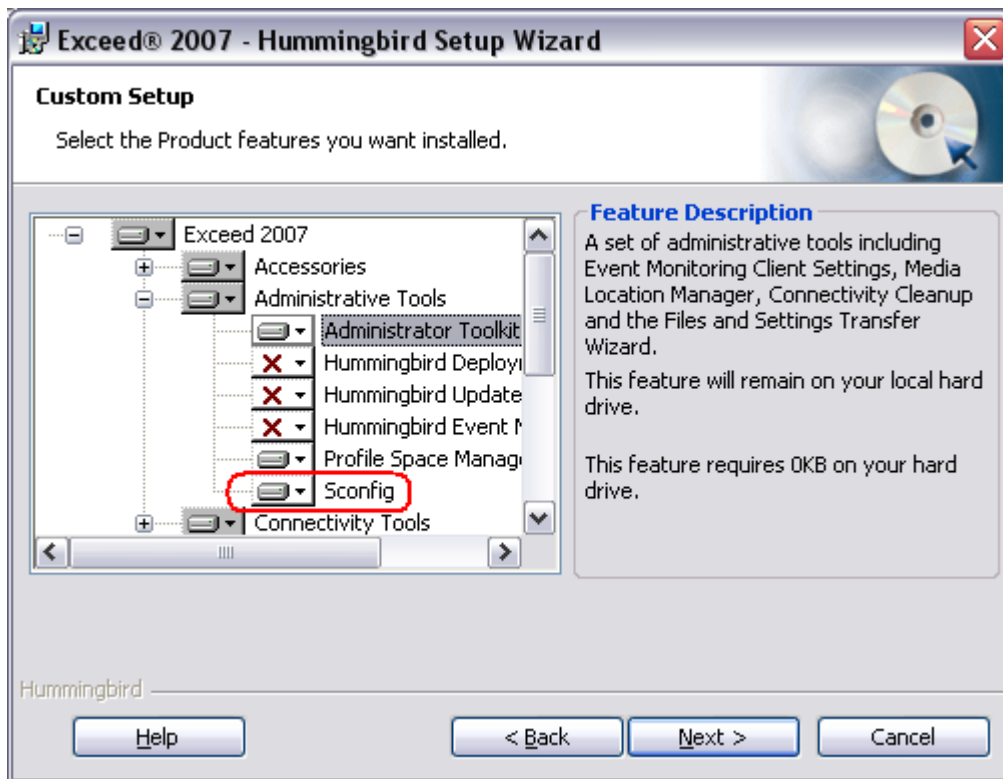 Exceed® 2007 - Hummingbird Setup Wizard
Custom Setup
Select the Product features you want installed.
Exceed 2007
Accessories
Administrative Tools
Administrator Toolkit
Hummingbird Deploy
Hummingbird Update
Hummingbird Event
Profile Space Manag
Sconfig
Connectivity Tools
Feature Description
A set of administrative tools including
Event Monitoring Client Settings, Media
Location Manager, Connectivity Cleanup
and the Files and Settings Transfer
Wizard.
This feature will remain on your local hard
drive.
This feature requires 0KB on your hard
drive.
Hummingbird
Help
< Back
Next >
Cancel